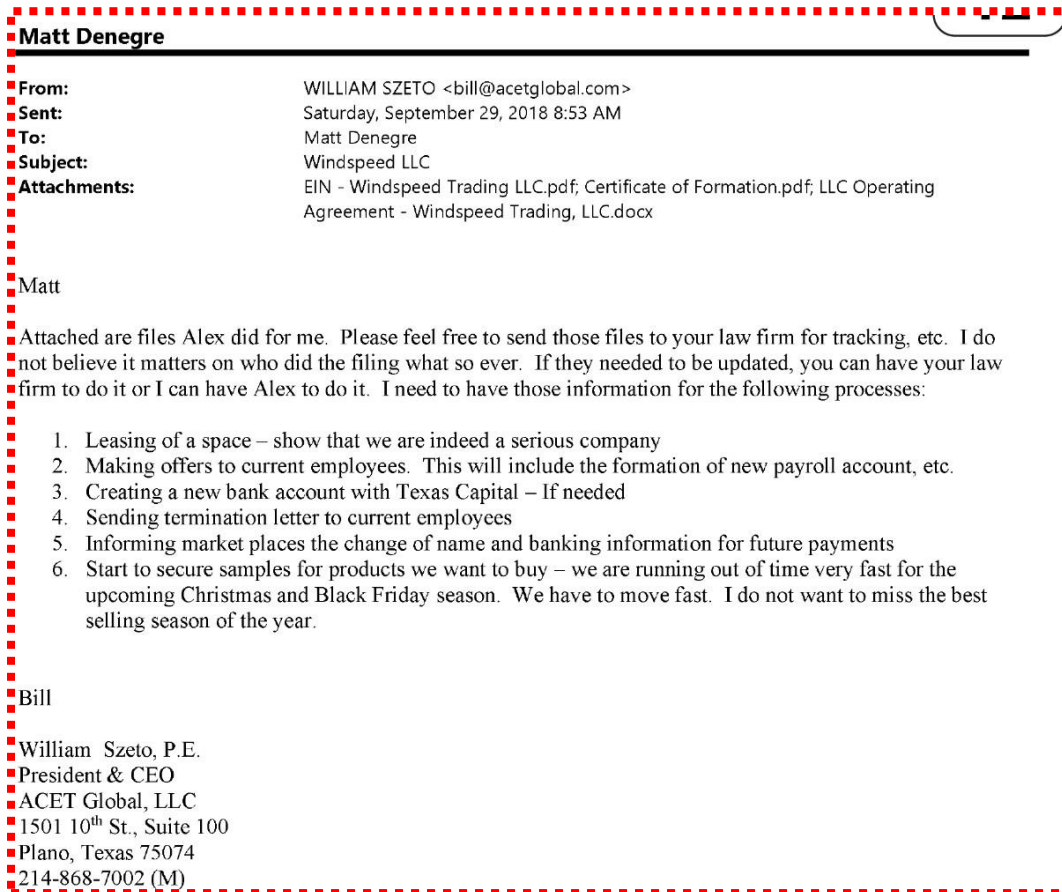 Matt Denegre
From: WILLIAM SZETO <bill@acetglobal.com>
Sent: Saturday, September 29, 2018 8:53 AM
To: Matt Denegre
Subject: Windspeed LLC
Attachments: EIN - Windspeed Trading LLC.pdf; Certificate of Formation.pdf; LLC Operating
Agreement - Windspeed Trading, LLC.docx
Matt
Attached are files Alex did for me.  Please feel free to send those files to your law firm for tracking, etc.  I do
not believe it matters on who did the filing what so ever.  If they needed to be updated, you can have your law
firm to do it or I can have Alex to do it.  I need to have those information for the following processes:
1. Leasing of a space – show that we are indeed a serious company
2. Making offers to current employees.  This will include the formation of new payroll account, etc.
3. Creating a new bank account with Texas Capital – If needed
4. Sending termination letter to current employees
5. Informing market places the change of name and banking information for future payments
6. Start to secure samples for products we want to buy – we are running out of time very fast for the
upcoming Christmas and Black Friday season.  We have to move fast.  I do not want to miss the best
selling season of the year.
Bill
William  Szeto, P.E.
President & CEO
ACET Global, LLC
1501 10th St., Suite 100
Plano, Texas 75074
214-868-7002 (M)